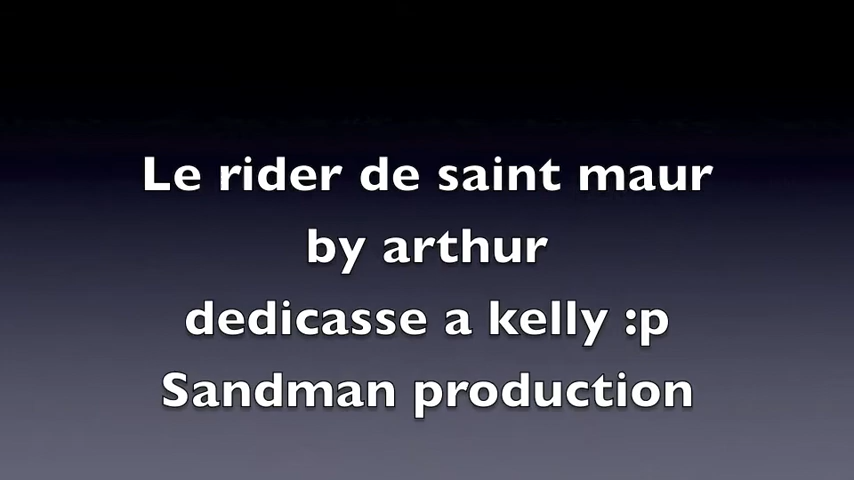 Le rider de saint maur
by arthur
dedicasse a kelly :p
Sandman production